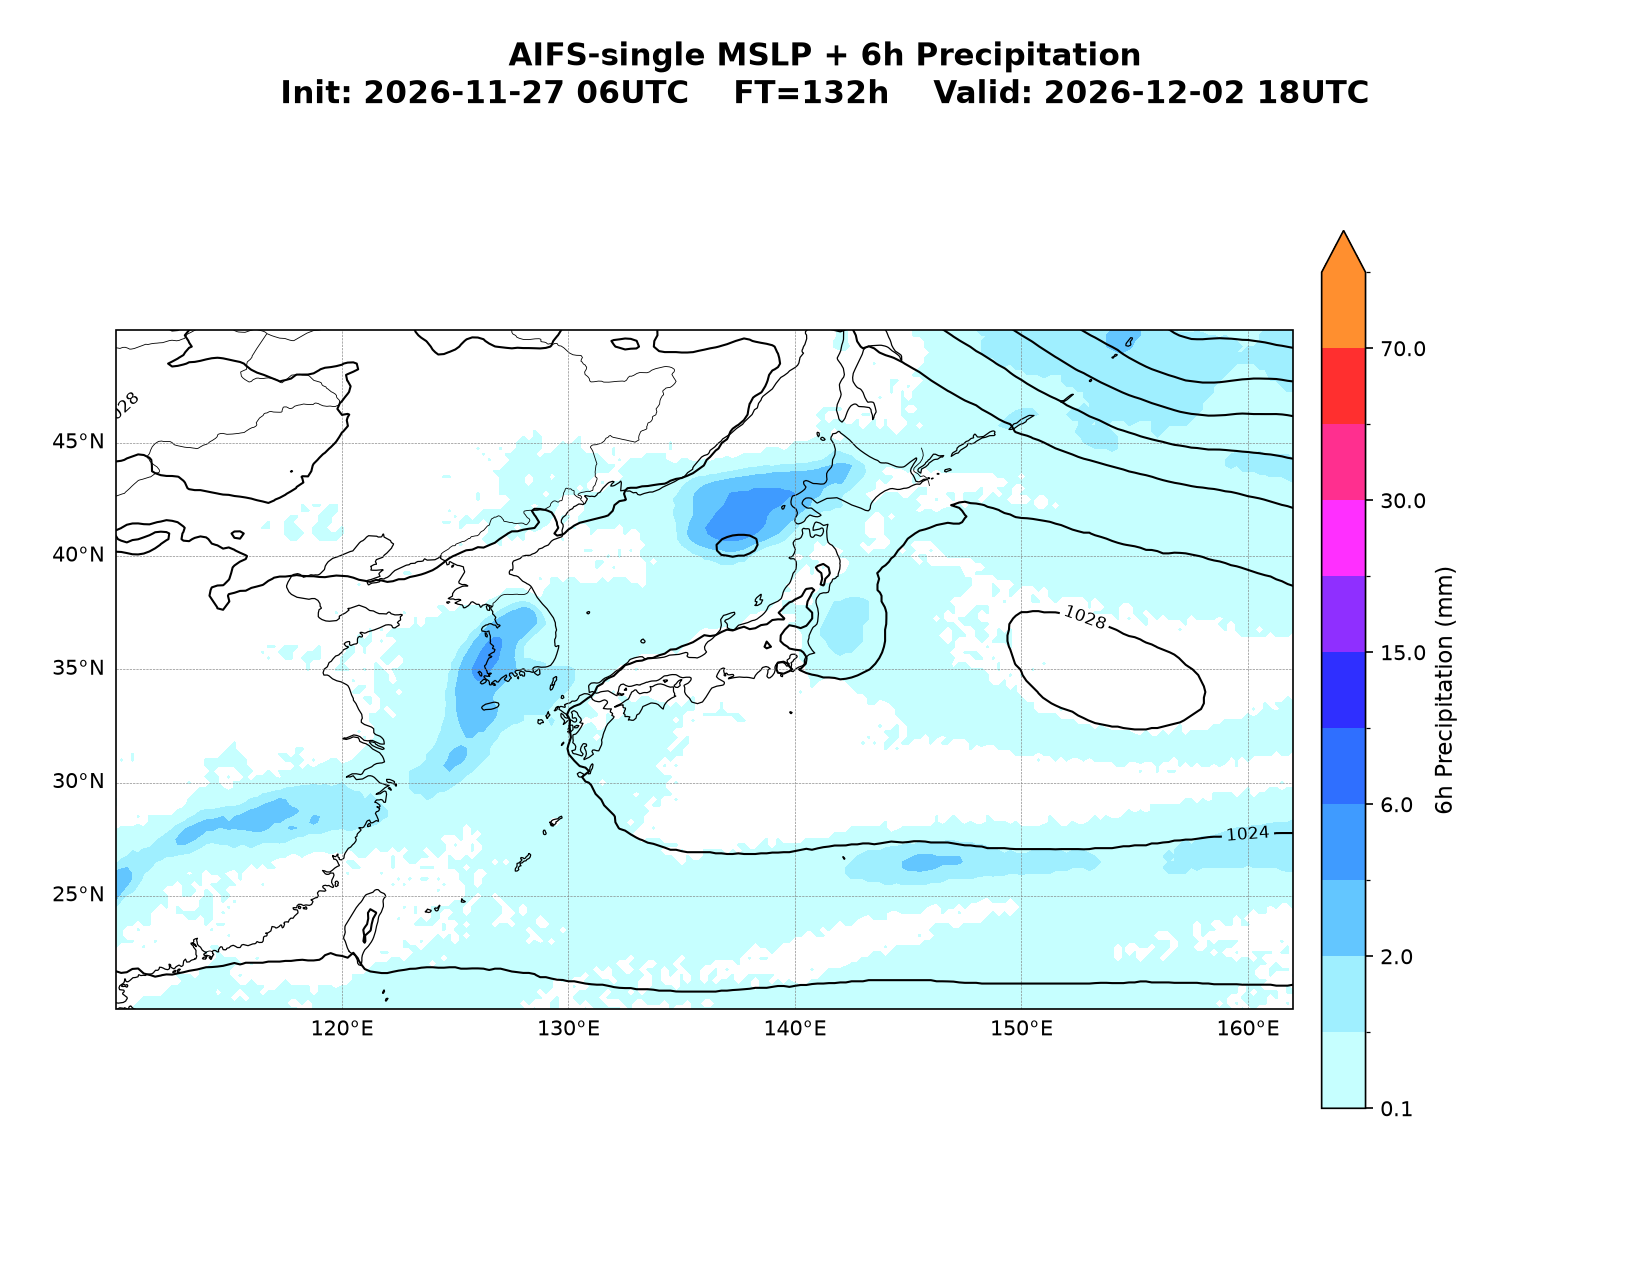 AIFS-single MSLP + 6h Precipitation
Init: 2026-11-27 06UTC    FT=132h    Valid: 2026-12-02 18UTC
70.0
30.0
15.0
6.0
2.0
0.1
6h Precipitation (mm)
45°N
40°N
35°N
30°N
25°N
120°E
130°E
140°E
150°E
160°E
028
1028
1024